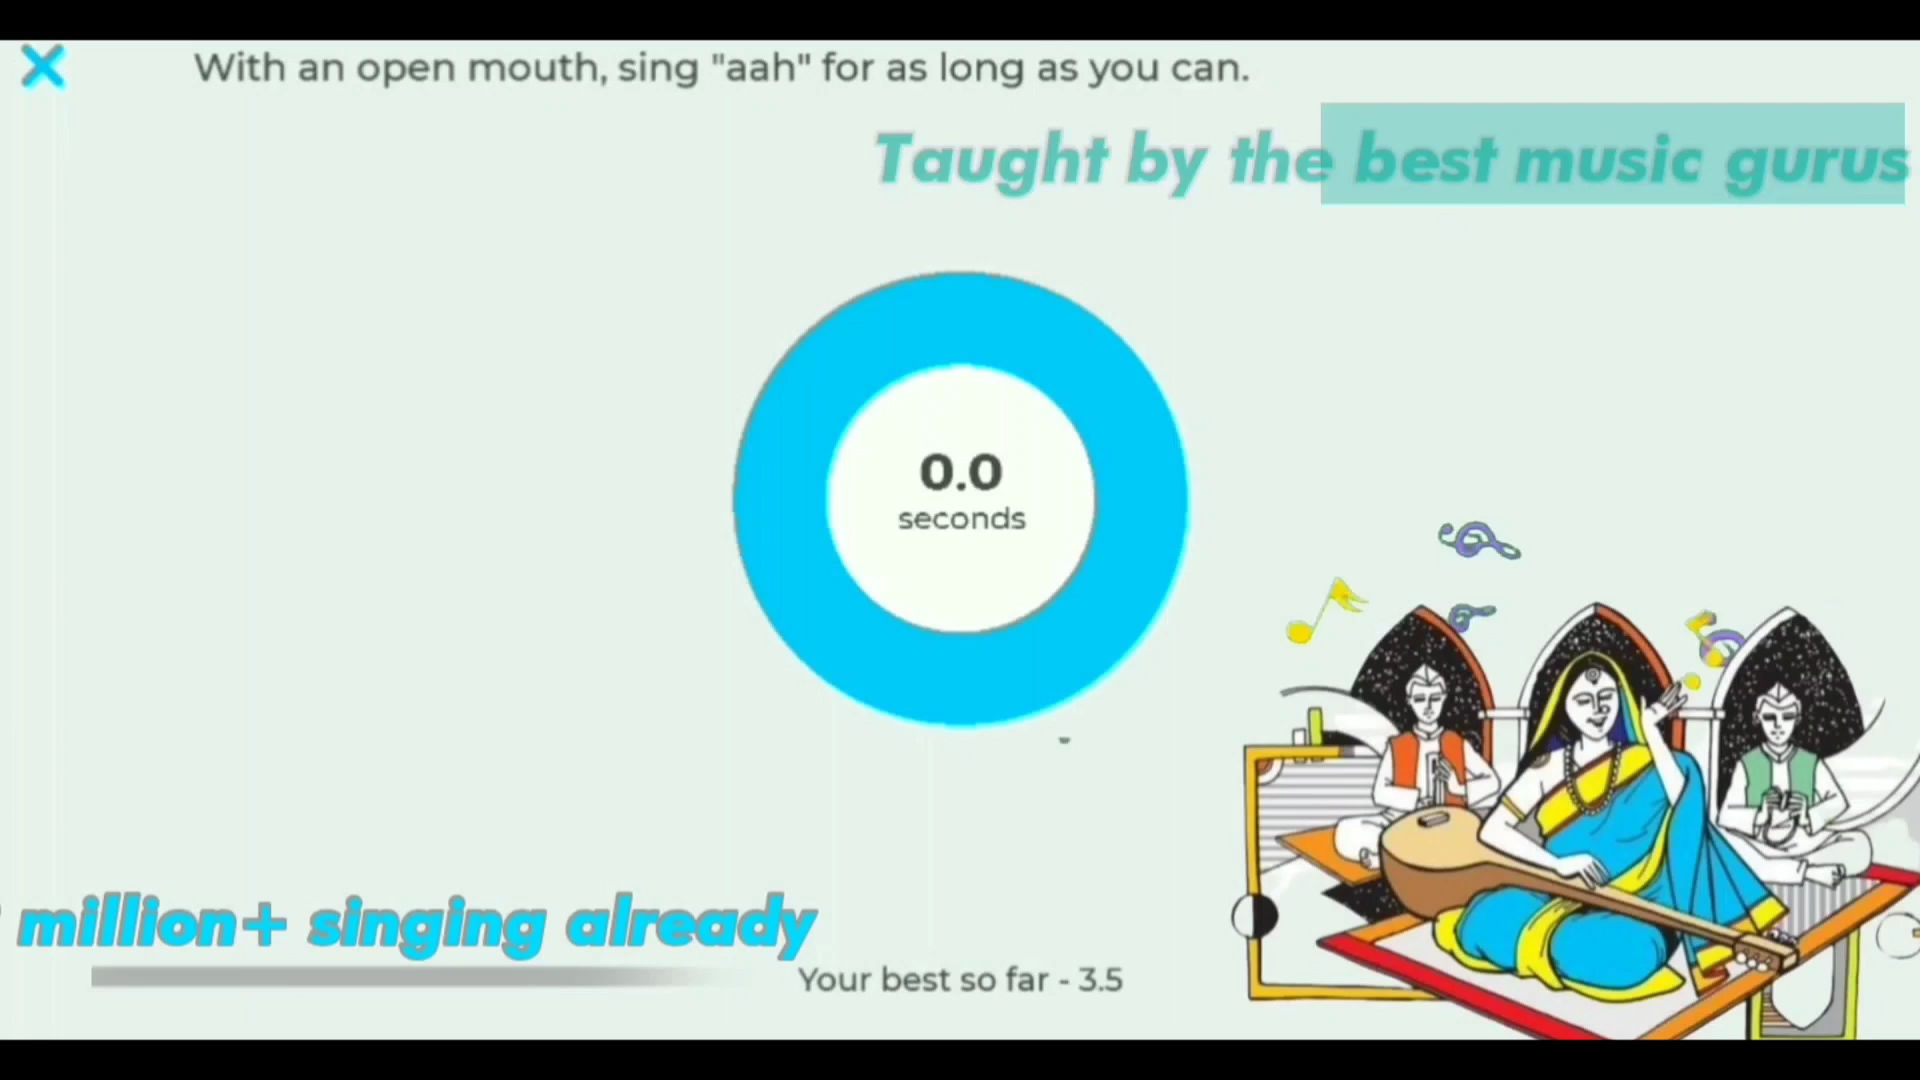 With an open mouth, sing "aah" for as long as you can.
Taught by the best music gurus
0.0
seconds
million+ singing already
Your best so far - 3.5